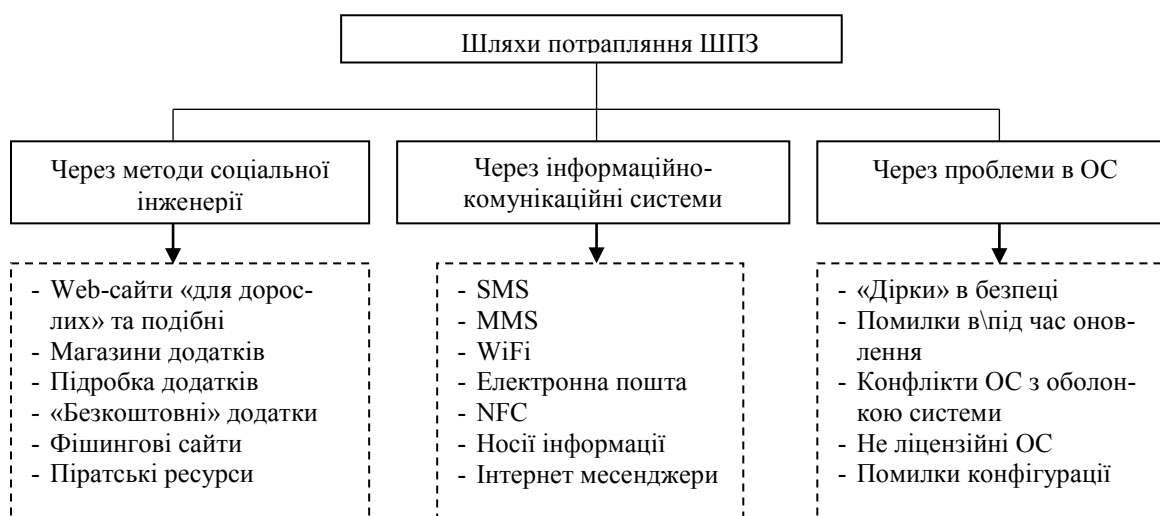 Шляхи потрапляння ШПЗ
Через методи соціальної
інженерії
Через інформаційно-
комунікаційні системи
Через проблеми в ОС
- Web-сайти «для дорос-
лих» та подібні
- Магазини додатків
- Підробка додатків
- «Безкоштовні» додатки
- Фішингові сайти
- Піратські ресурси
- SMS
- MMS
- WiFi
- Електронна пошта
- NFC
- Носії інформації
- Інтернет месенджери
- «Дірки» в безпеці
- Помилки в\під час онов-
лення
- Конфлікти ОС з оболон-
кою системи
- Не ліцензійні ОС
- Помилки конфігурації